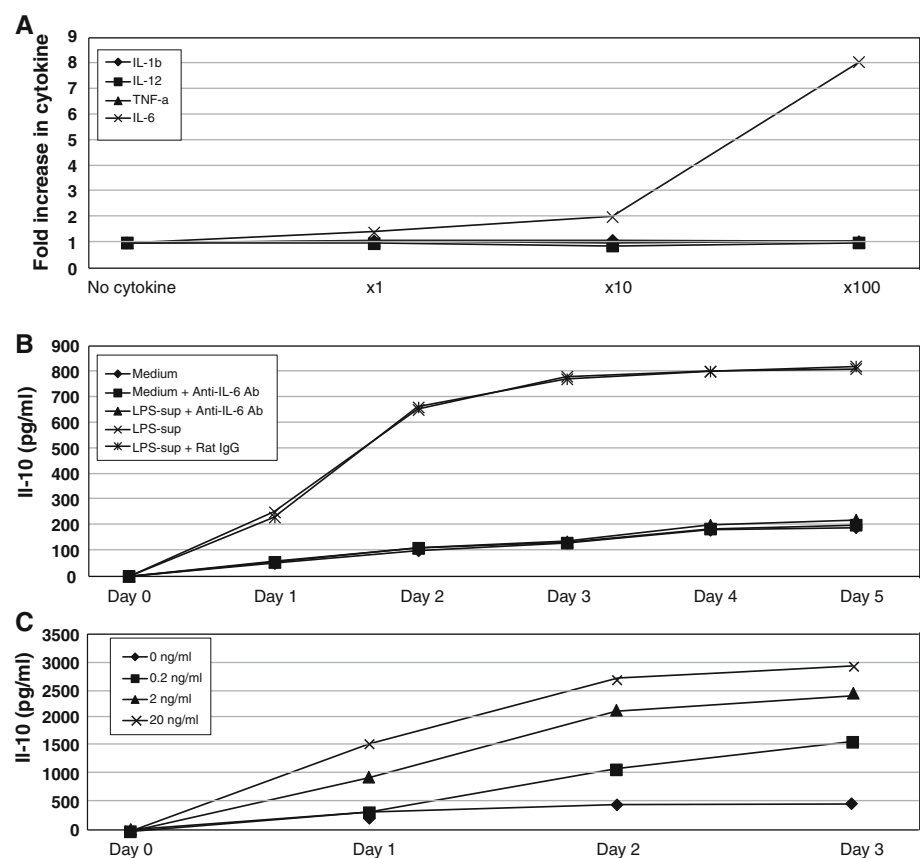 A
Fold increase in cytokine
9
8
7
6
5
4
3
2
1
0
IL-1b
IL-12
TNF-a
IL-6
No cytokine x1 x10 x100
B
Il-10 (pg/ml)
900
800
700
600
500
400
300
200
100
0
Medium
Medium + Anti-IL-6 Ab
LPS-sup + Anti-IL-6 Ab
LPS-sup
LPS-sup + Rat IgG
Day 0 Day 1 Day 2 Day 3 Day 4 Day 5
C
Il-10 (pg/ml)
3500
3000
2500
2000
1500
1000
500
0
0 ng/ml
0.2 ng/ml
2 ng/ml
20 ng/ml
Day 0 Day 1 Day 2 Day 3